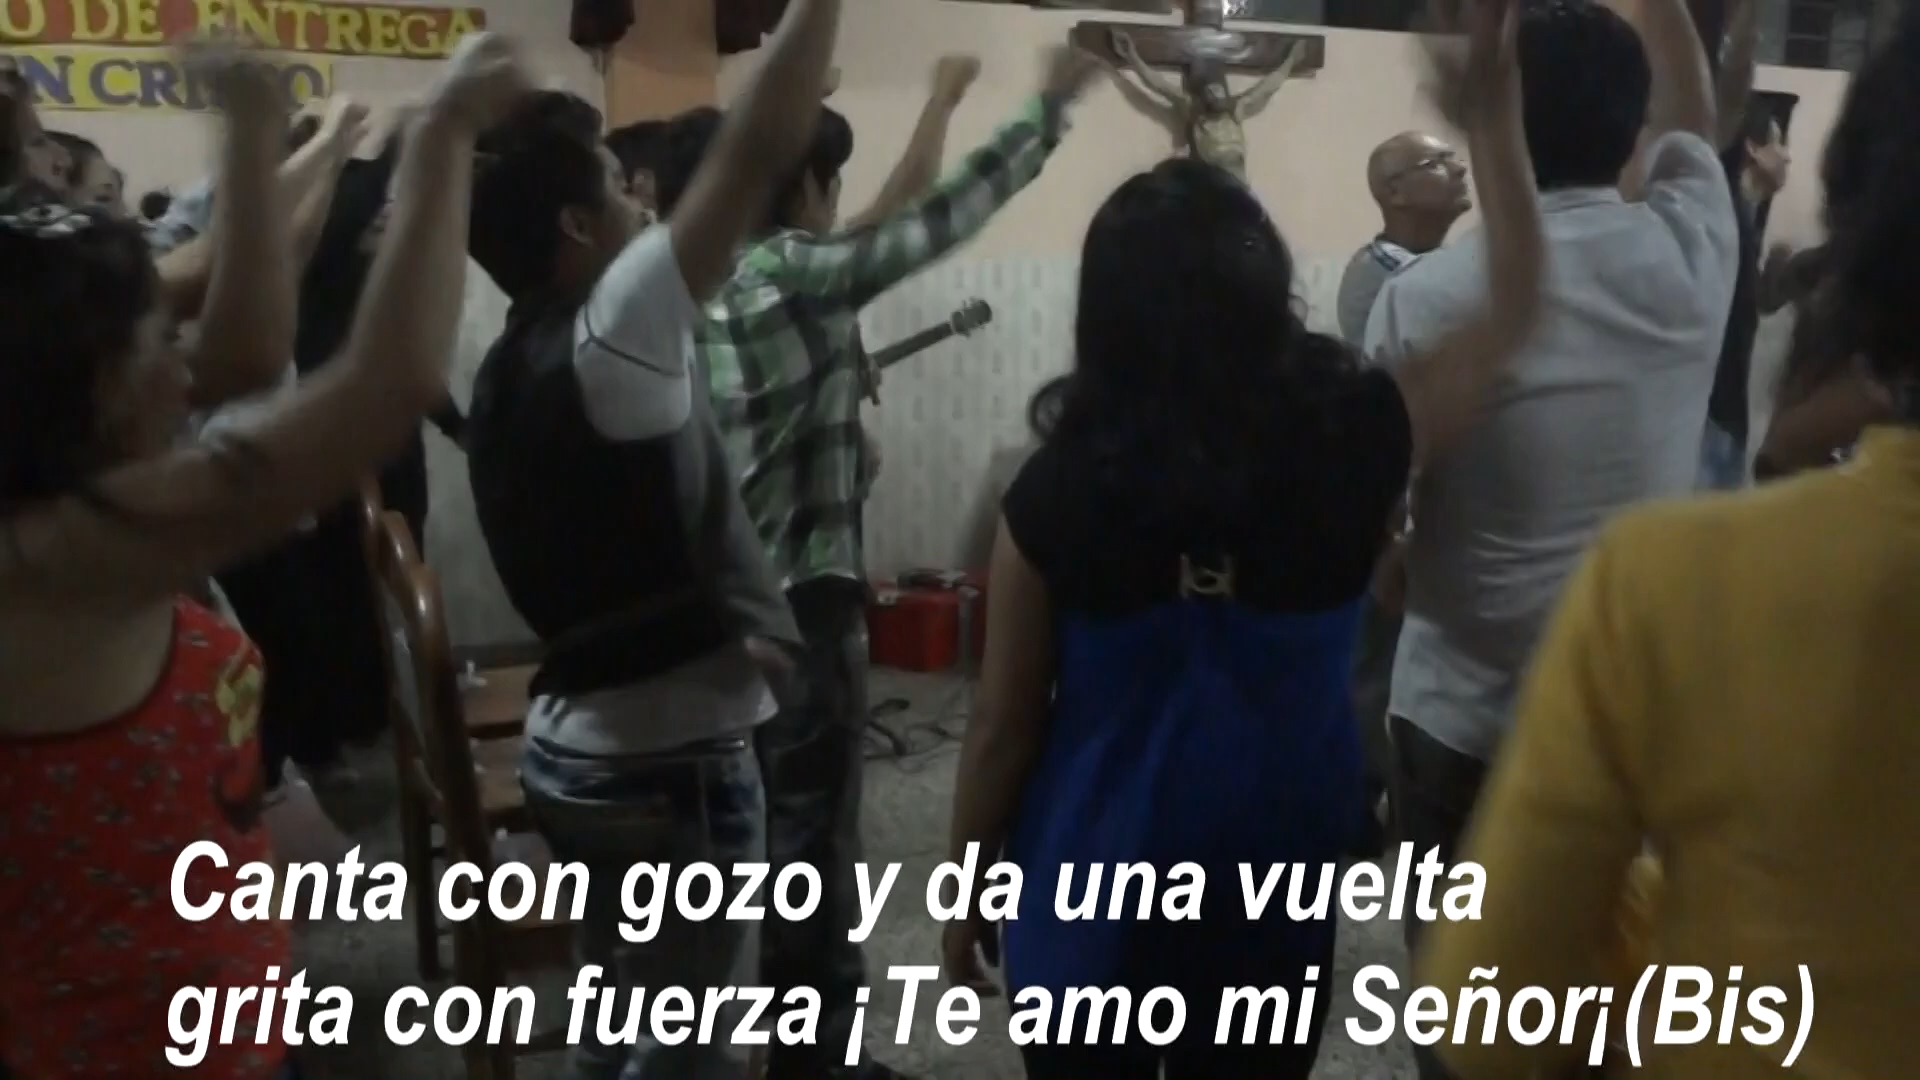 O DE ENTREGA
N CRISTO
Canta con gozo y da una vuelta
grita con fuerza ¡Te amo mi Señor¡(Bis)